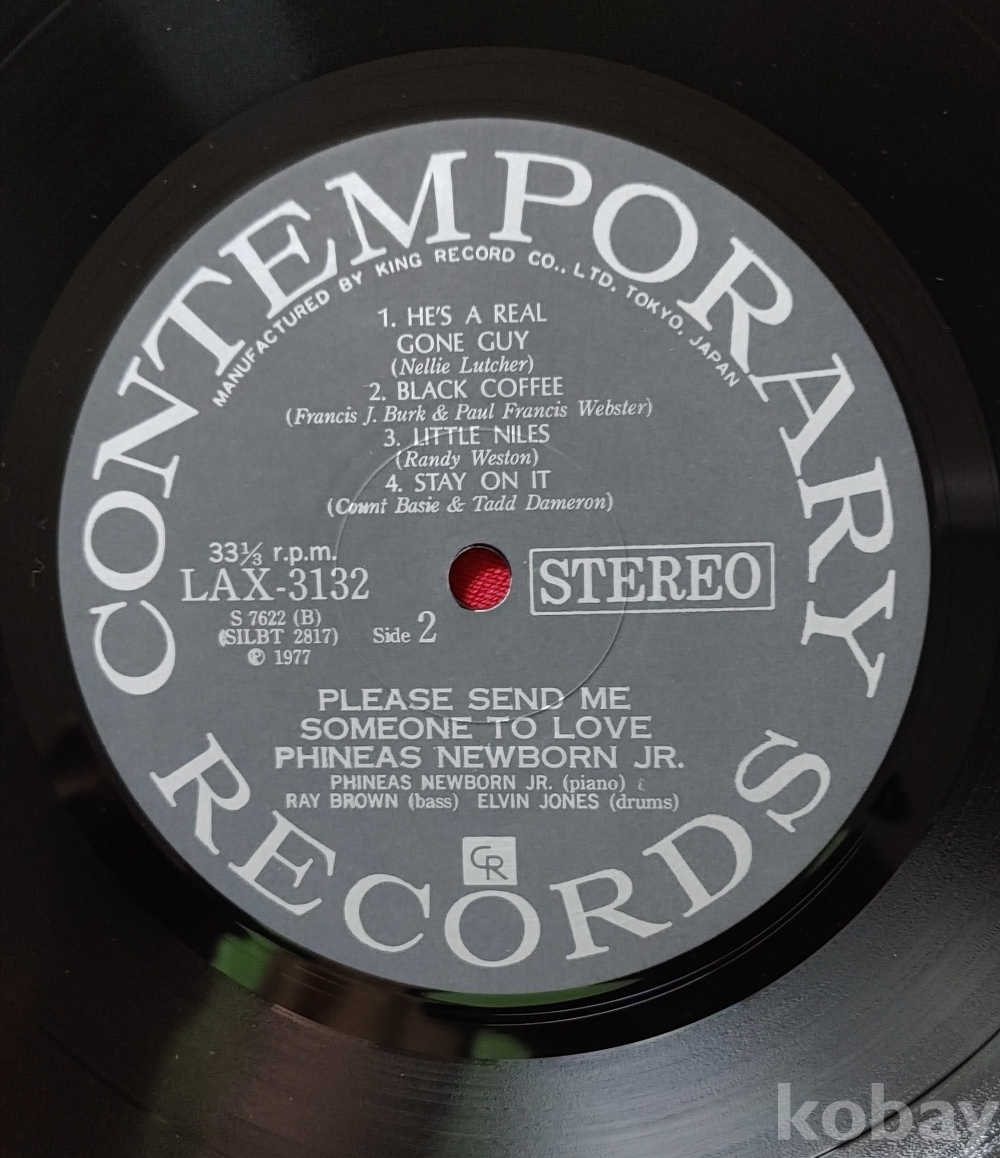 CONTEMPORARY
MANUFACTURED BY KING RECORD CO., LTD. TOKYO, JAPAN
1. HE'S A REAL
GONE GUY
(Nellie Lutcher)
2. BLACK COFFEE
(Francis J. Burk & Paul Francis Webster)
3. LITTLE NILES
(Randy Weston)
4. STAY ON IT
(Count Basie & Tadd Dameron)
33⅓ r.p.m.
LAX-3132
S 7622 (B)
(SILBT 2817)
℗ 1977
Side 2
STEREO
PLEASE SEND ME
SOMEONE TO LOVE
PHINEAS NEWBORN JR.
PHINEAS NEWBORN JR. (piano)
RAY BROWN (bass) ELVIN JONES (drums)
CR
RECORDS
kobay